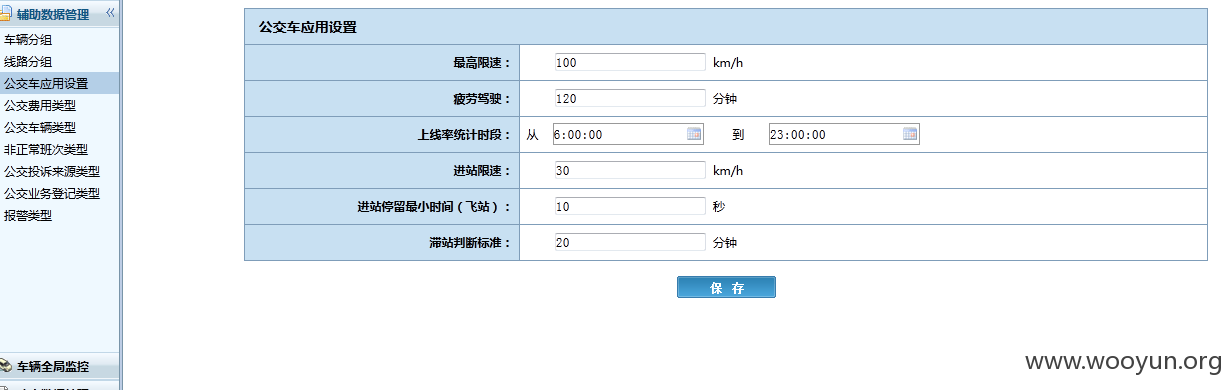 辅助数据管理
车辆分组
线路分组
公交车应用设置
公交费用类型
公交车辆类型
非正常班次类型
公交投诉来源类型
公交业务登记类型
报警类型
车辆全局监控
公交车应用设置
最高限速： 100 km/h
疲劳驾驶： 120 分钟
上线率统计时段： 从 6:00:00 到 23:00:00
进站限速： 30 km/h
进站停留最小时间（飞站）： 10 秒
滞站判断标准： 20 分钟
保 存
www.wooyun.org